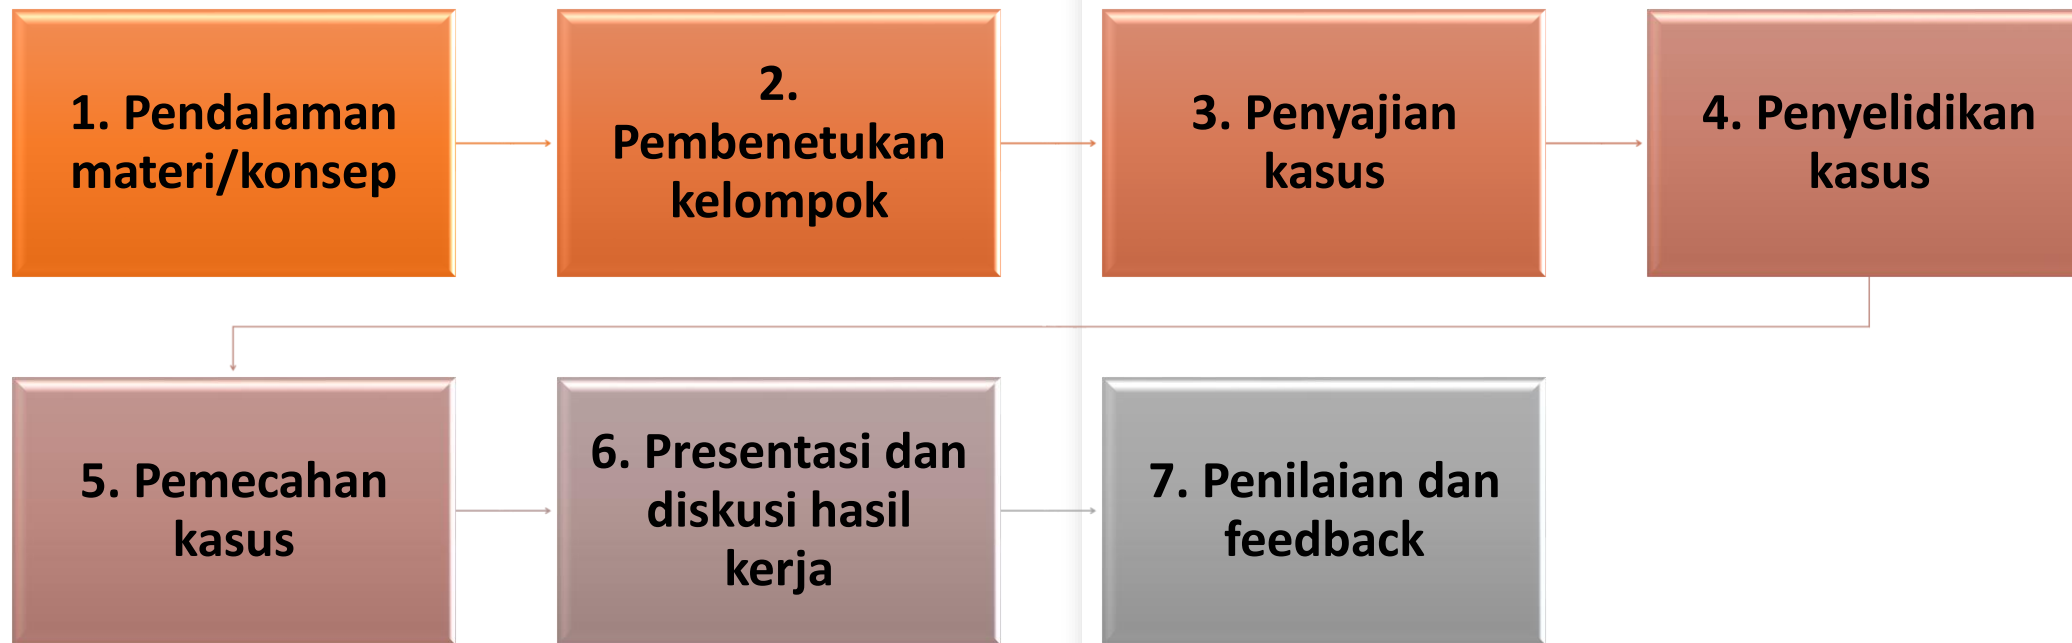 1. Pendalaman
materi/konsep
2.
Pembenetukan
kelompok
3. Penyajian
kasus
4. Penyelidikan
kasus
5. Pemecahan
kasus
6. Presentasi dan
diskusi hasil
kerja
7. Penilaian dan
feedback